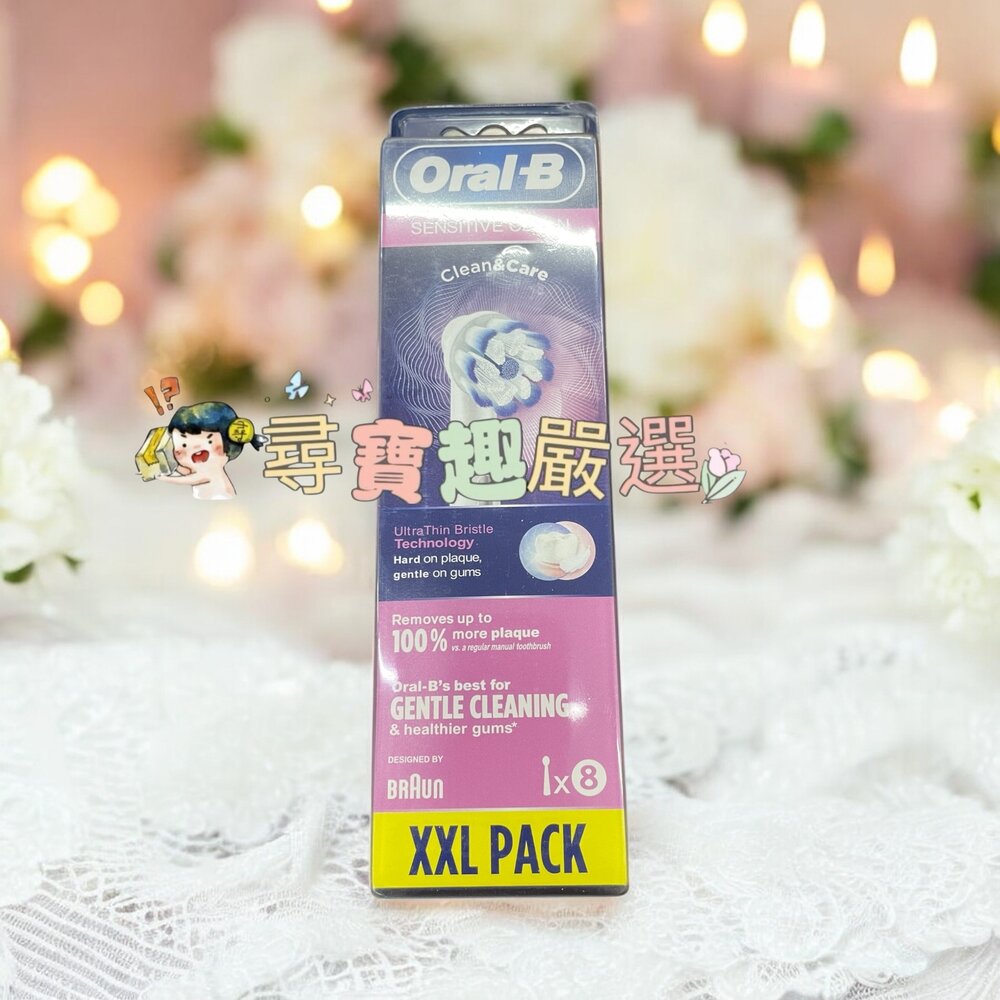 Oral-B
SENSITIVE CLEAN
Clean&Care
!?
尋寶趣嚴選
UltraThin Bristle
Technology
Hard on plaque,
gentle on gums
Removes up to
100% more plaque
vs. a regular manual toothbrush
Oral-B's best for
GENTLE CLEANING
& healthier gums*
DESIGNED BY
BRAUN
x8
XXL PACK